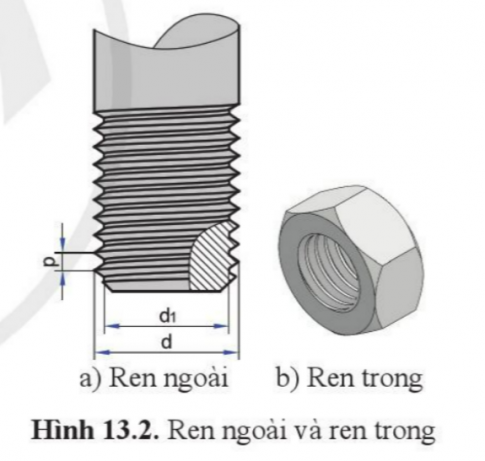 p
d₁
d
a) Ren ngoài b) Ren trong
Hình 13.2. Ren ngoài và ren trong